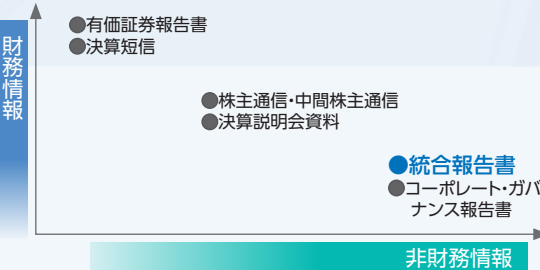 財務情報
●有価証券報告書
●決算短信
●株主通信・中間株主通信
●決算説明会資料
●統合報告書
●コーポレート・ガバ
ナンス報告書
非財務情報